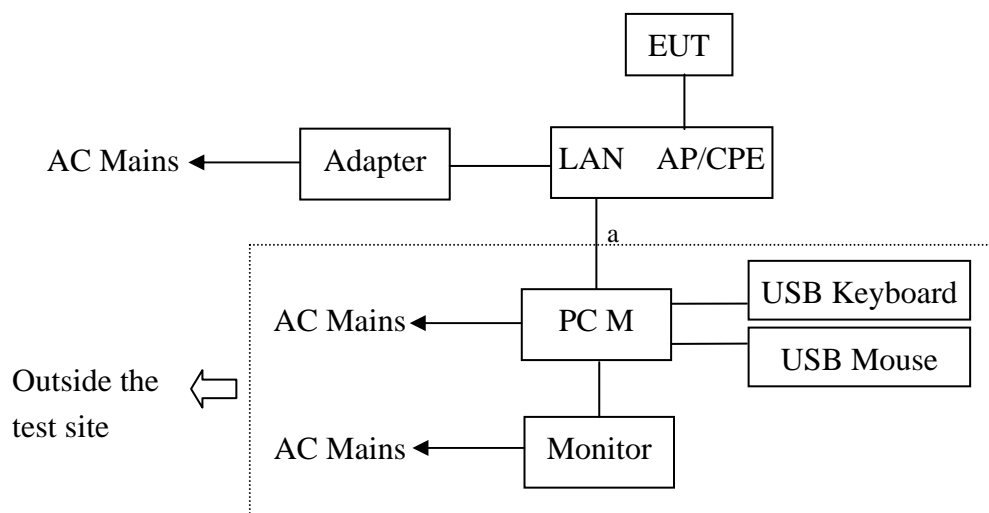 EUT
AC Mains
Adapter
LAN AP/CPE
a
AC Mains
PC M
USB Keyboard
USB Mouse
Outside the
test site
AC Mains
Monitor